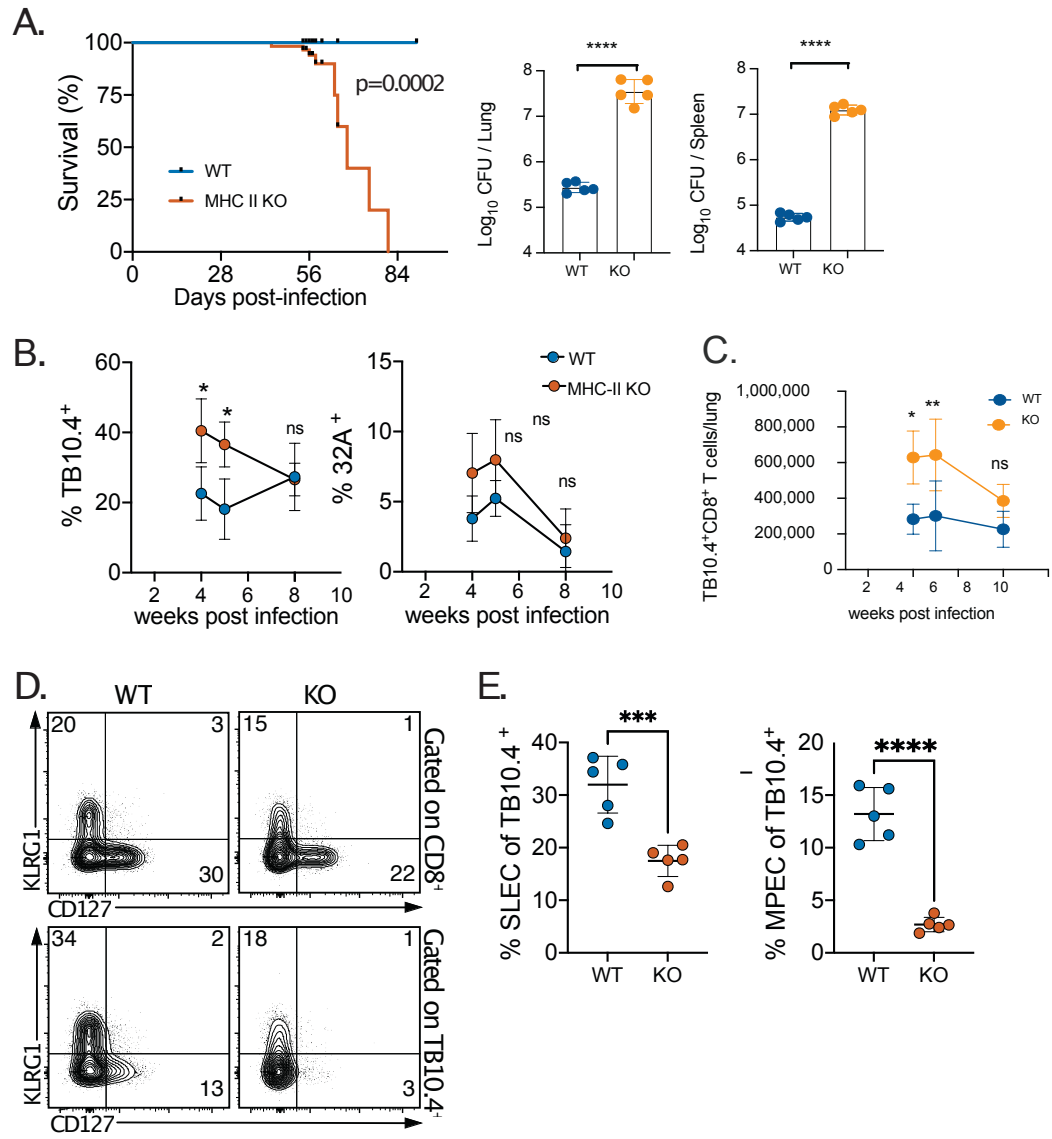 A.
Survival (%)
100
75
50
25
0
p=0.0002
WT
MHC II KO
0 28 56 84
Days post-infection
Log10 CFU / Lung
8
7
6
5
4
****
WT KO
Log10 CFU / Spleen
8
7
6
5
4
****
WT KO
B.
% TB10.4+
60
40
20
0
* * ns
2 4 6 8 10
weeks post infection
% 32A+
15
10
5
0
WT
MHC-II KO
ns ns
ns
2 4 6 8 10
weeks post infection
C.
TB10.4+CD8+ T cells/lung
1,000,000
800,000
600,000
400,000
200,000
0
WT
KO
* ** ns
2 4 6 8 10
weeks post infection
D.
WT KO
20 3 15 1
30 22
KLRG1
CD127
Gated on CD8+
34 2 18 1
13 3
KLRG1
CD127
Gated on TB10.4+
E.
% SLEC of TB10.4 +
40
30
20
10
0
***
WT KO
% MPEC of TB10.4+
20
15
10
5
0
****
WT KO